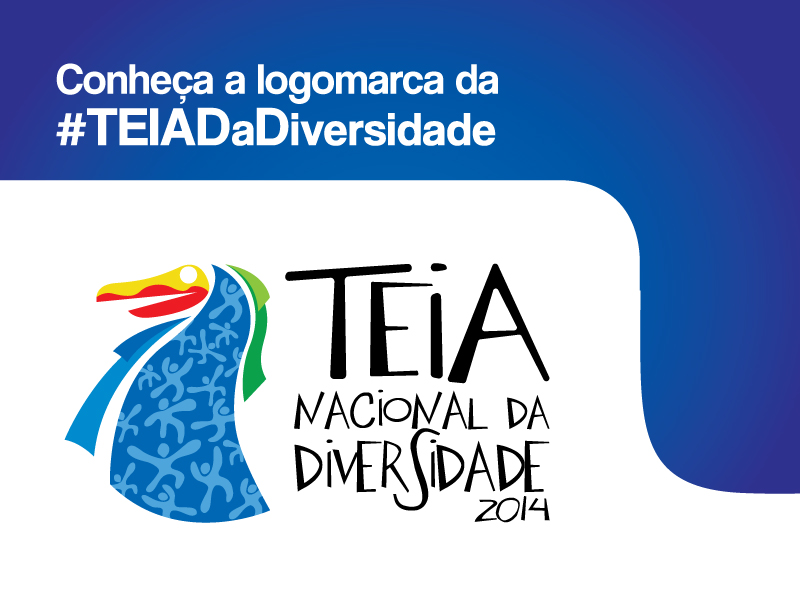 Conheça a logomarca da
#TEIADaDiversidade
TEiA
NACiONAL DA
DiVERSiDADE
2014